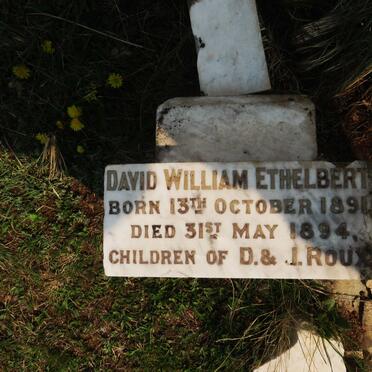 DAVID WILLIAM ETHELBERT
BORN 13TH OCTOBER 1891
DIED 31ST MAY 1894.
CHILDREN OF D. & J. ROUX